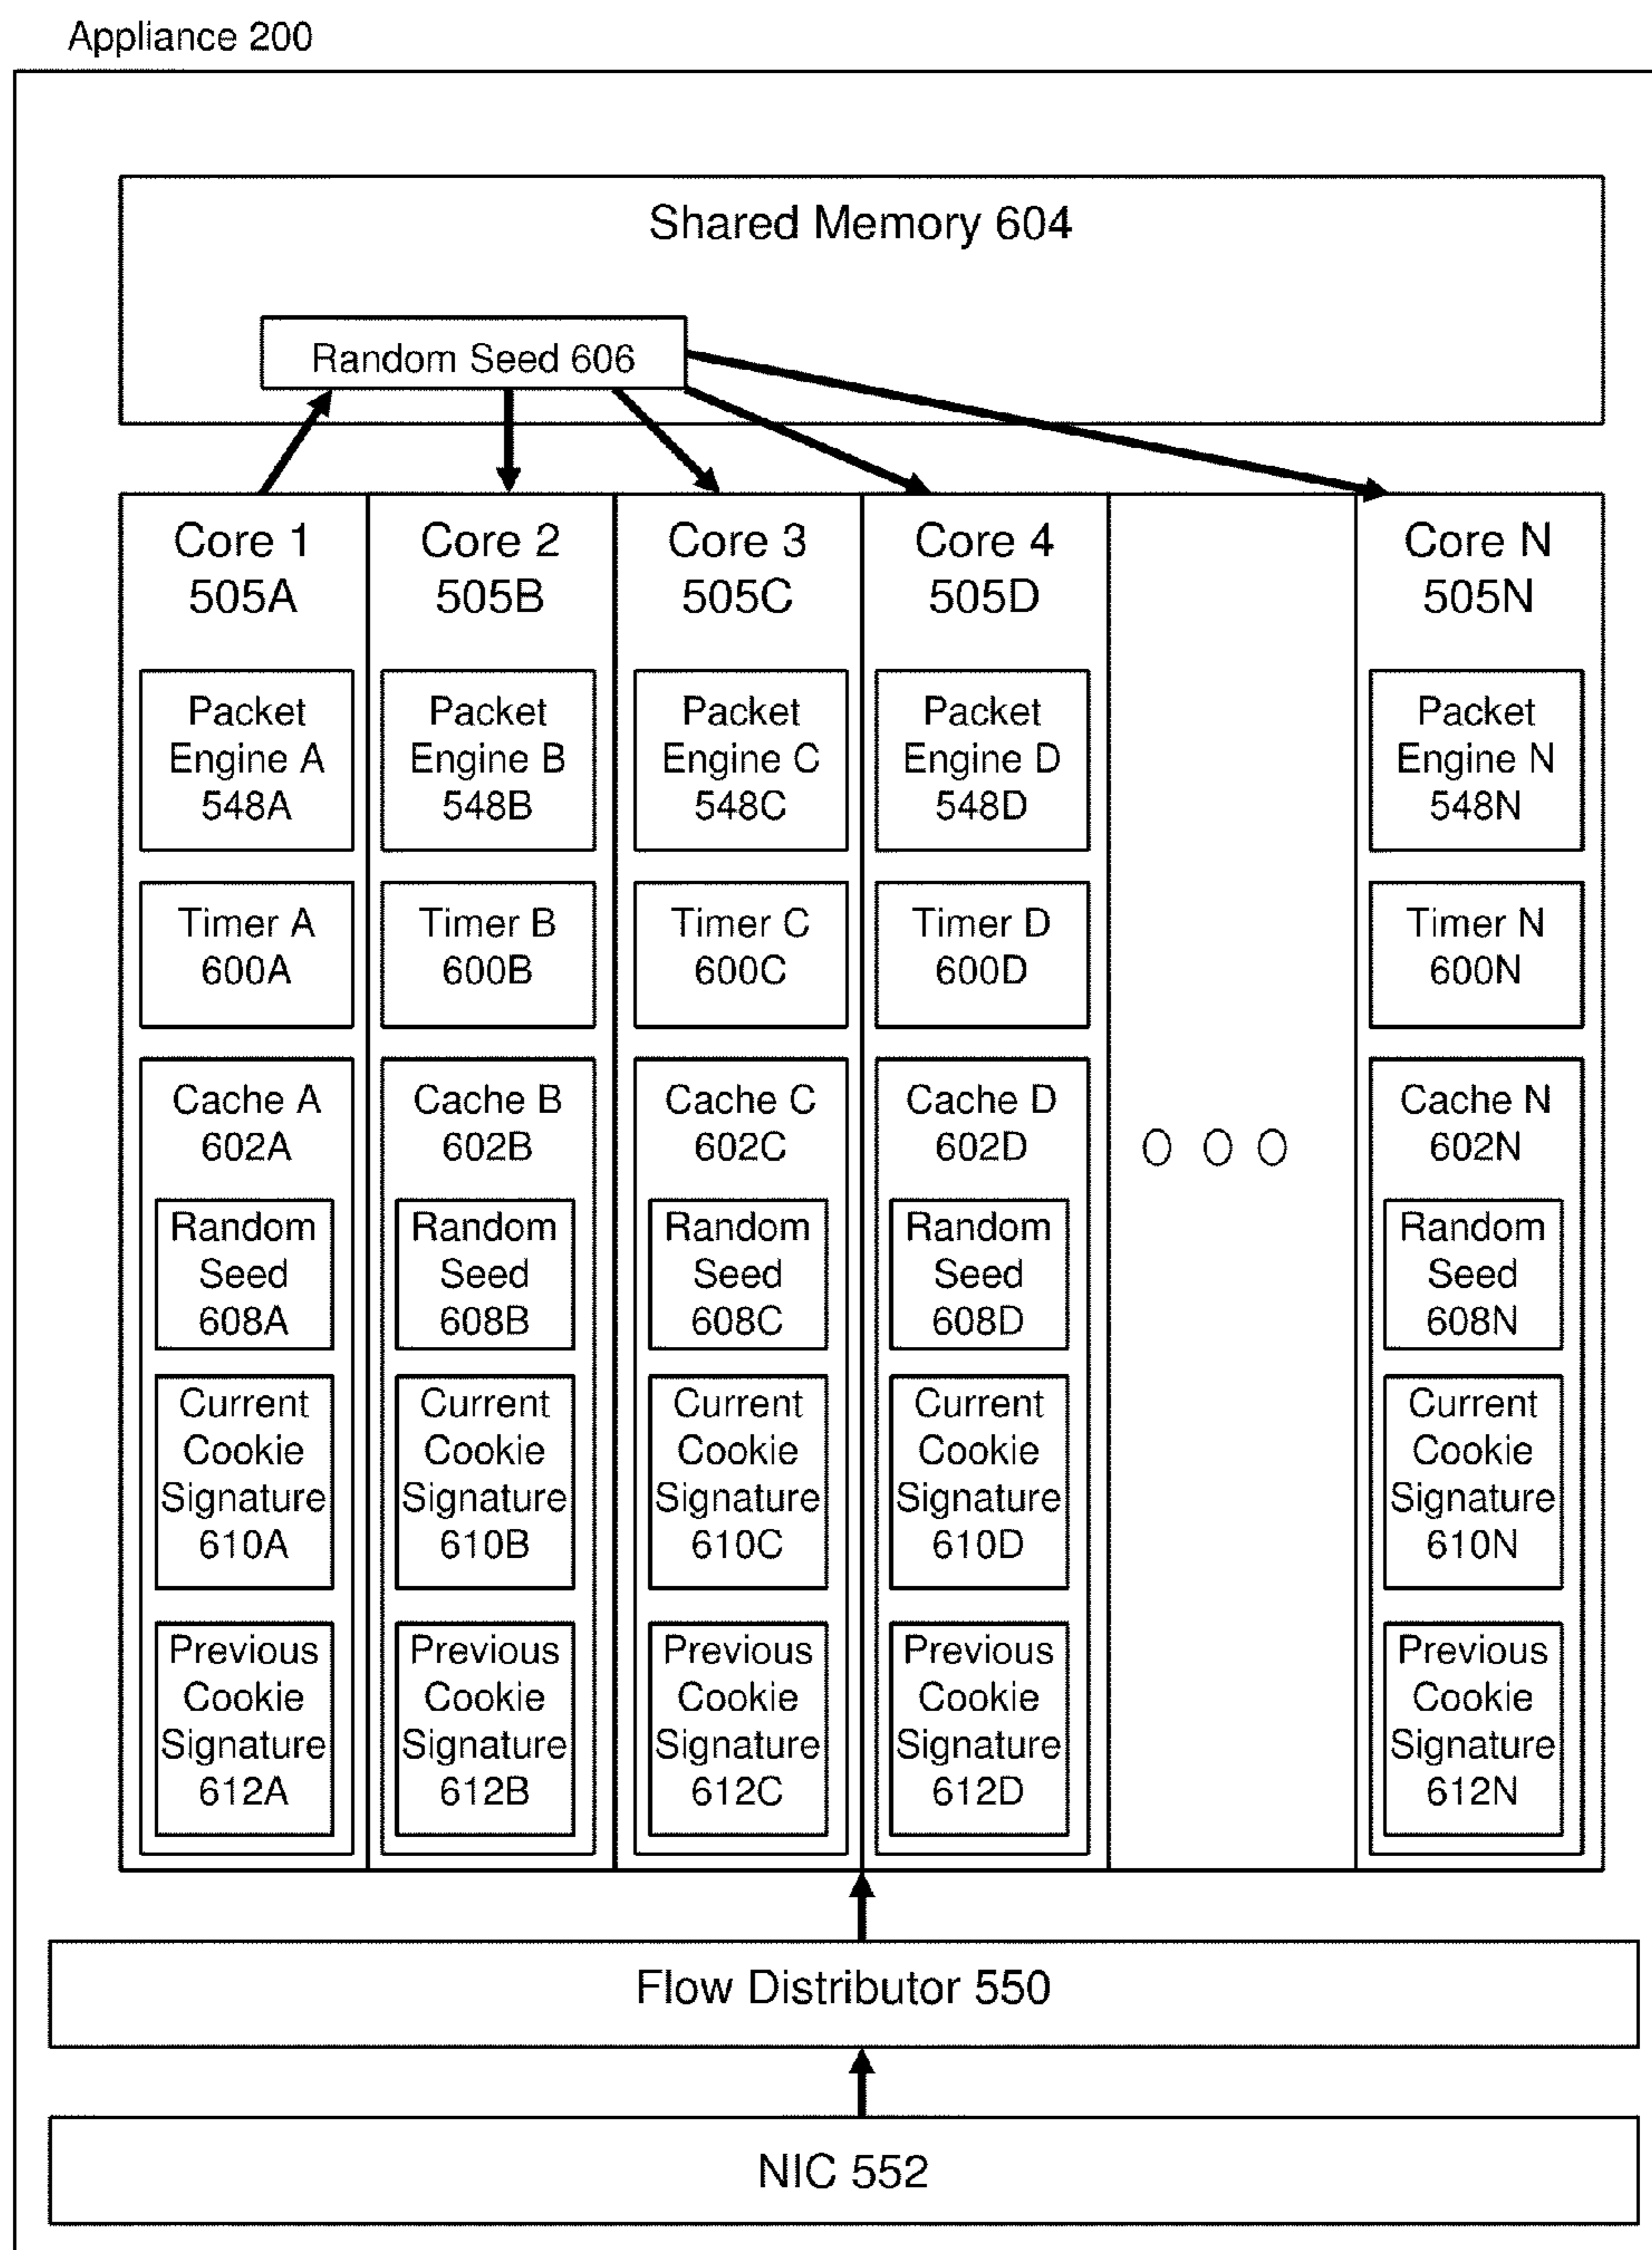 Appliance 200
Shared Memory 604
Random Seed 606
Core 1
505A
Packet
Engine A
548A
Timer A
600A
Cache A
602A
Random
Seed
608A
Current
Cookie
Signature
610A
Previous
Cookie
Signature
612A
Core 2
505B
Packet
Engine B
548B
Timer B
600B
Cache B
602B
Random
Seed
608B
Current
Cookie
Signature
610B
Previous
Cookie
Signature
612B
Core 3
505C
Packet
Engine C
548C
Timer C
600C
Cache C
602C
Random
Seed
608C
Current
Cookie
Signature
610C
Previous
Cookie
Signature
612C
Core 4
505D
Packet
Engine D
548D
Timer D
600D
Cache D
602D
Random
Seed
608D
Current
Cookie
Signature
610D
Previous
Cookie
Signature
612D
Core N
505N
Packet
Engine N
548N
Timer N
600N
Cache N
602N
Random
Seed
608N
Current
Cookie
Signature
610N
Previous
Cookie
Signature
612N
Flow Distributor 550
NIC 552